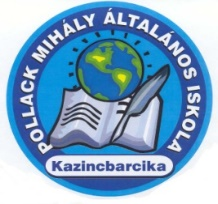 POLLACK MIHÁLY ÁLTALÁNOS ISKOLA
Kazincbarcika